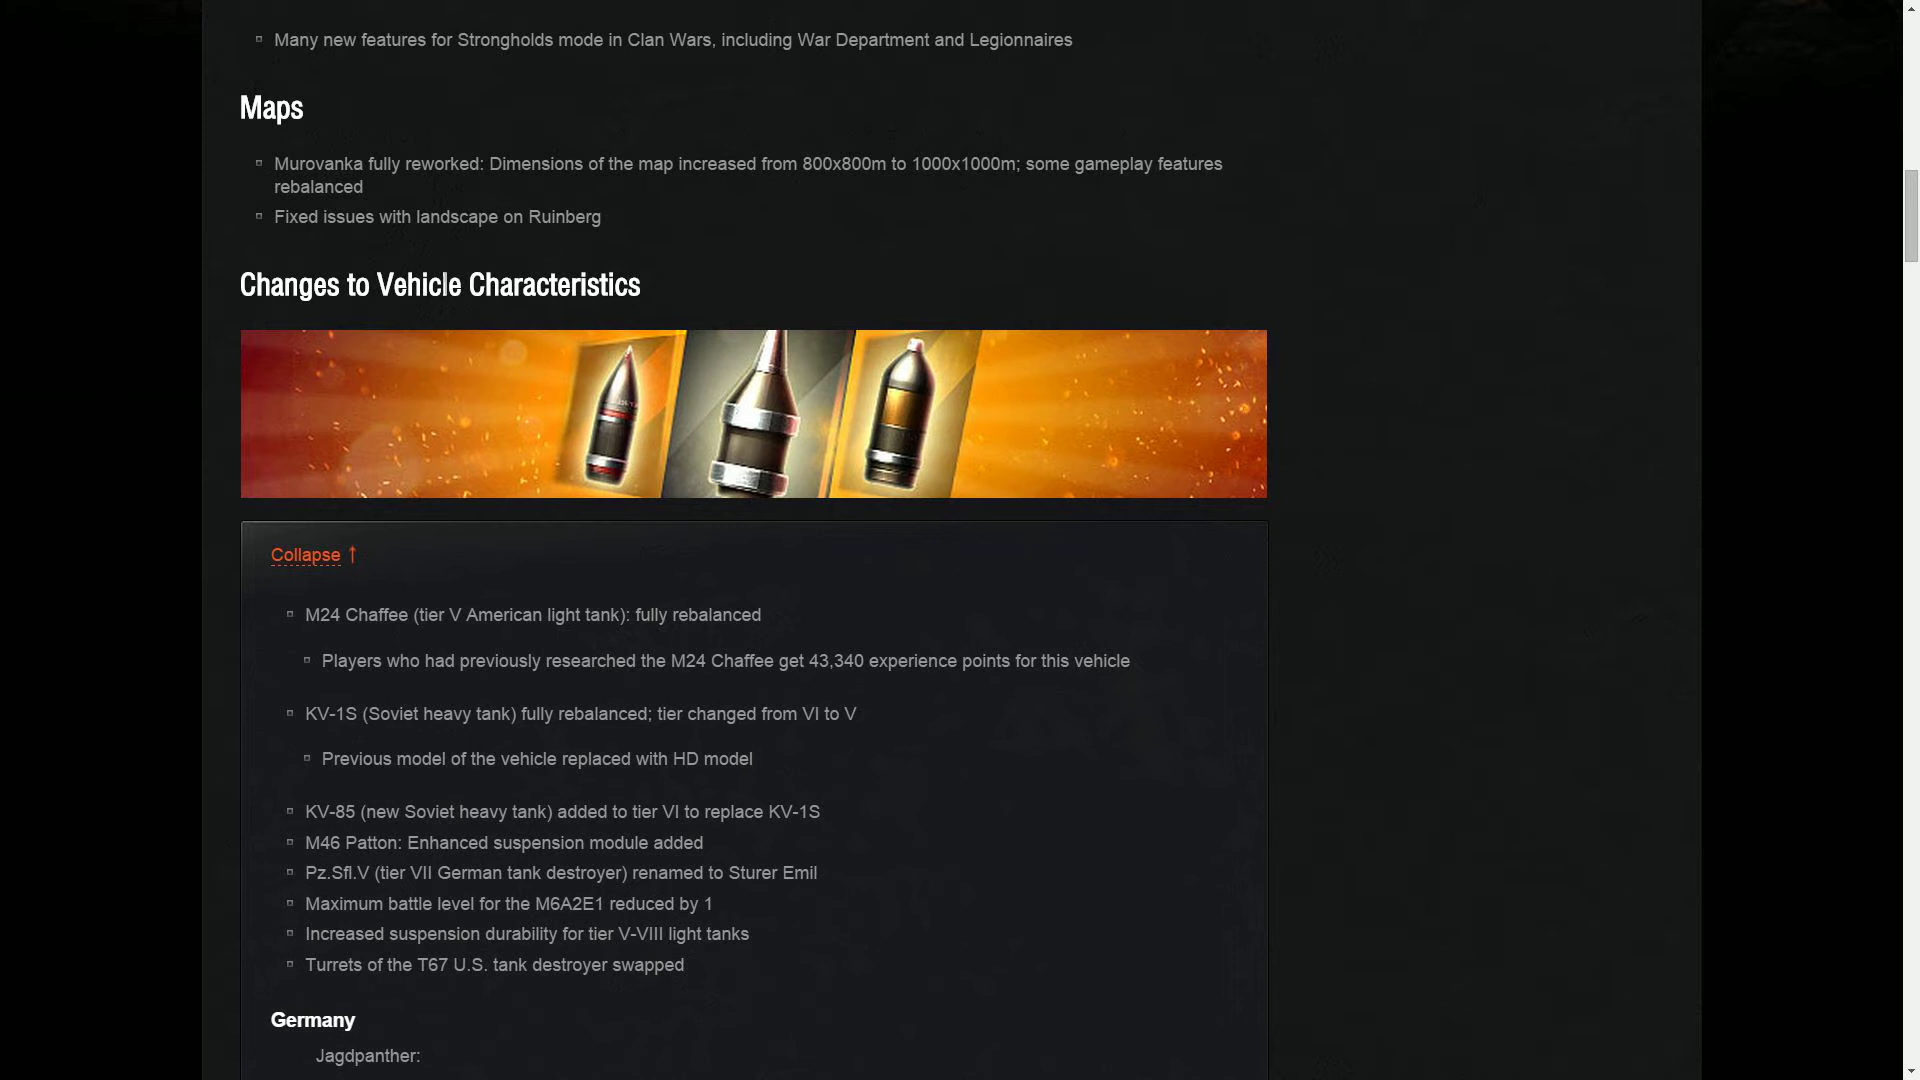 Many new features for Strongholds mode in Clan Wars, including War Department and Legionnaires
Maps
Murovanka fully reworked: Dimensions of the map increased from 800x800m to 1000x1000m; some gameplay features
rebalanced
Fixed issues with landscape on Ruinberg
Changes to Vehicle Characteristics
Collapse ↑
M24 Chaffee (tier V American light tank): fully rebalanced
Players who had previously researched the M24 Chaffee get 43,340 experience points for this vehicle
KV-1S (Soviet heavy tank) fully rebalanced; tier changed from VI to V
Previous model of the vehicle replaced with HD model
KV-85 (new Soviet heavy tank) added to tier VI to replace KV-1S
M46 Patton: Enhanced suspension module added
Pz.Sfl.V (tier VII German tank destroyer) renamed to Sturer Emil
Maximum battle level for the M6A2E1 reduced by 1
Increased suspension durability for tier V-VIII light tanks
Turrets of the T67 U.S. tank destroyer swapped
Germany
Jagdpanther: